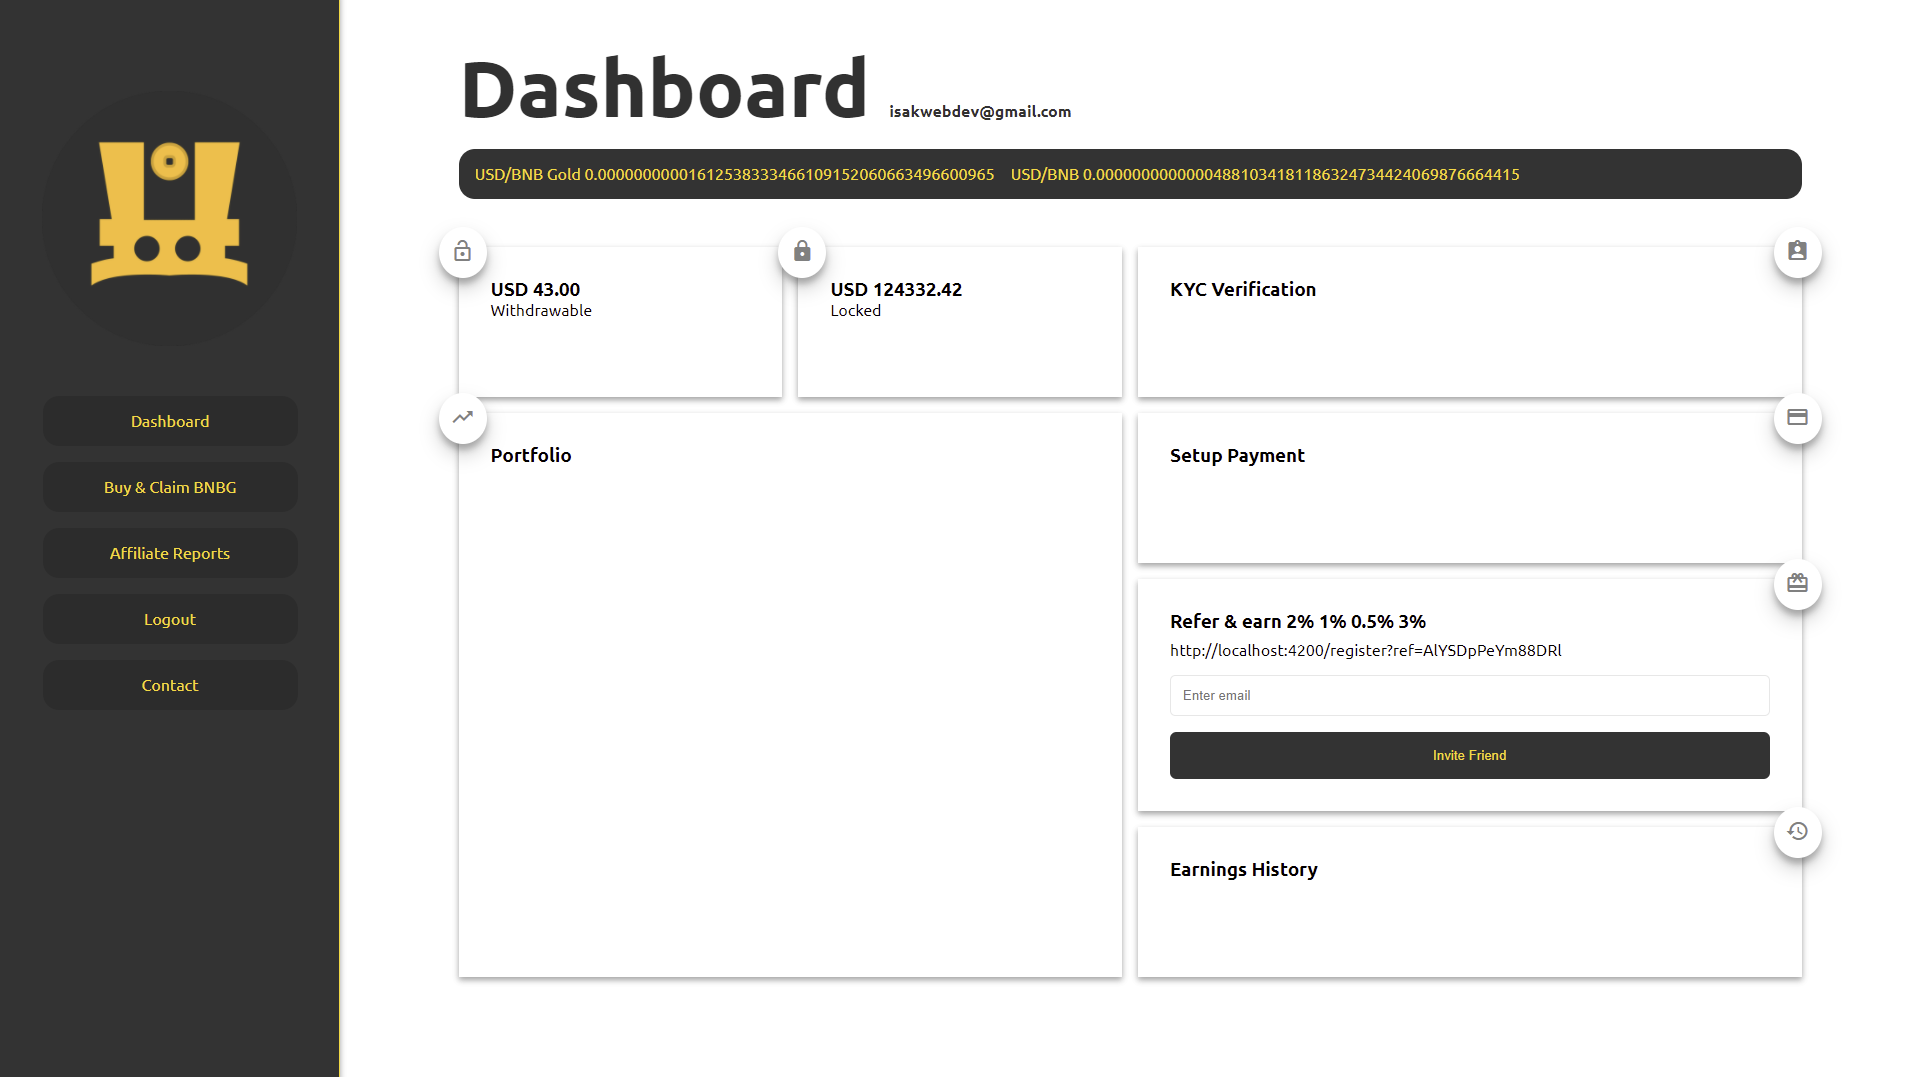 Dashboard isakwebdev@gmail.com
USD/BNB Gold 0.000000000016125383334661091520606634966​00965 USD/BNB 0.00000000000004881034181186324734424069876664415
USD 43.00
Withdrawable
USD 124332.42
Locked
KYC Verification
Dashboard
Buy & Claim BNBG
Affiliate Reports
Logout
Contact
Portfolio
Setup Payment
Refer & earn 2% 1% 0.5% 3%
http://localhost:4200/register?ref=AlYSDpPeYm88DRl
Enter email
Invite Friend
Earnings History